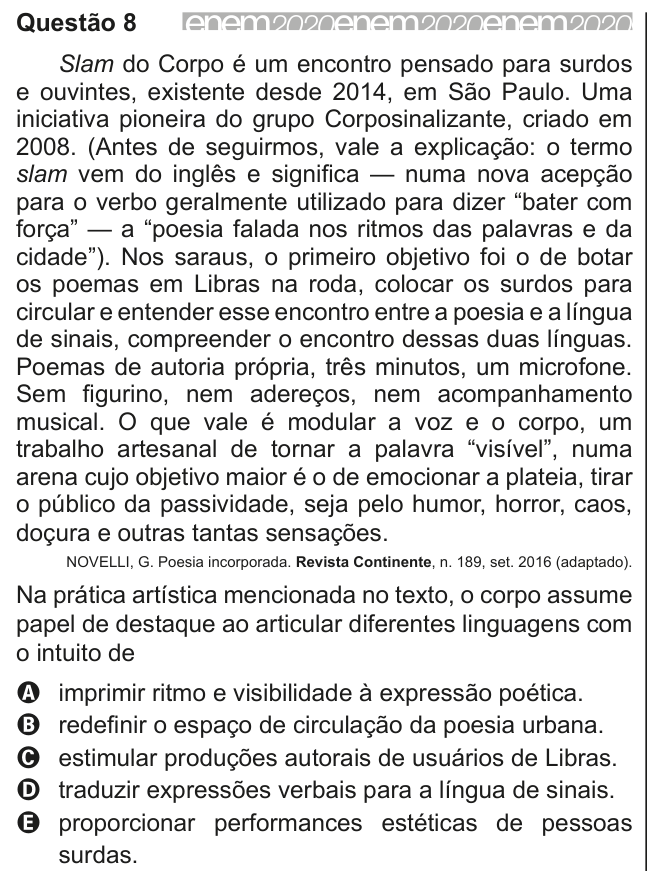 Questão 8 enem2020enem2020enem2020
Slam do Corpo é um encontro pensado para surdos
e ouvintes, existente desde 2014, em São Paulo. Uma
iniciativa pioneira do grupo Corposinalizante, criado em
2008. (Antes de seguirmos, vale a explicação: o termo
slam vem do inglês e significa — numa nova acepção
para o verbo geralmente utilizado para dizer “bater com
força” — a “poesia falada nos ritmos das palavras e da
cidade”). Nos saraus, o primeiro objetivo foi o de botar
os poemas em Libras na roda, colocar os surdos para
circular e entender esse encontro entre a poesia e a língua
de sinais, compreender o encontro dessas duas línguas.
Poemas de autoria própria, três minutos, um microfone.
Sem figurino, nem adereços, nem acompanhamento
musical. O que vale é modular a voz e o corpo, um
trabalho artesanal de tornar a palavra “visível”, numa
arena cujo objetivo maior é o de emocionar a plateia, tirar
o público da passividade, seja pelo humor, horror, caos,
doçura e outras tantas sensações.
NOVELLI, G. Poesia incorporada. Revista Continente, n. 189, set. 2016 (adaptado).
Na prática artística mencionada no texto, o corpo assume
papel de destaque ao articular diferentes linguagens com
o intuito de
A imprimir ritmo e visibilidade à expressão poética.
B redefinir o espaço de circulação da poesia urbana.
C estimular produções autorais de usuários de Libras.
D traduzir expressões verbais para a língua de sinais.
E proporcionar performances estéticas de pessoas
surdas.